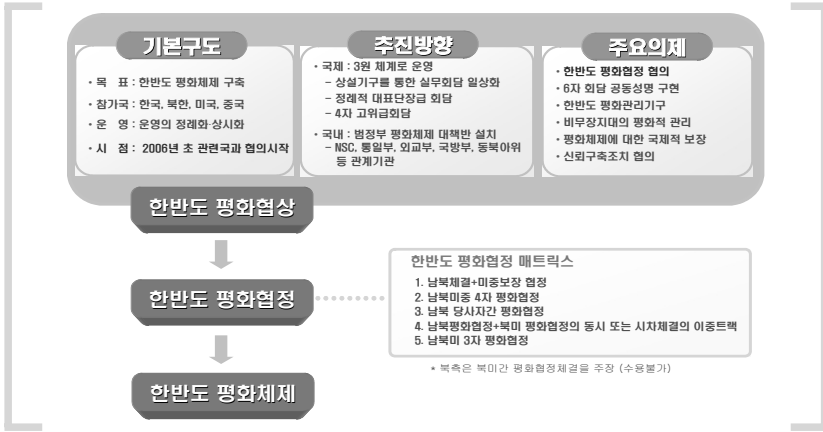 기본구도
• 목 표 : 한반도 평화체제 구축
• 참가국 : 한국, 북한, 미국, 중국
• 운 영 : 운영의 정례화·상시화
• 시 점 : 2006년 초 관련국과 협의시작
추진방향
• 국제 : 3원 체계로 운영
– 상설기구를 통한 실무회담 일상화
– 정례적 대표단장급 회담
– 4자 고위급회담
• 국내 : 범정부 평화체제 대책반 설치
– NSC, 통일부, 외교부, 국방부, 동북아위
등 관계기관
주요의제
• 한반도 평화협정 협의
• 6자 회담 공동성명 구현
• 한반도 평화관리기구
• 비무장지대의 평화적 관리
• 평화체제에 대한 국제적 보장
• 신뢰구축조치 협의
한반도 평화협상
한반도 평화협정
한반도 평화협정 매트릭스
1. 남북체결+미중보장 협정
2. 남북미중 4자 평화협정
3. 남북 당사자간 평화협정
4. 남북평화협정+북미 평화협정의 동시 또는 시차체결의 이중트랙
5. 남북미 3자 평화협정
* 북측은 북미간 평화협정체결을 주장 (수용불가)
한반도 평화체제